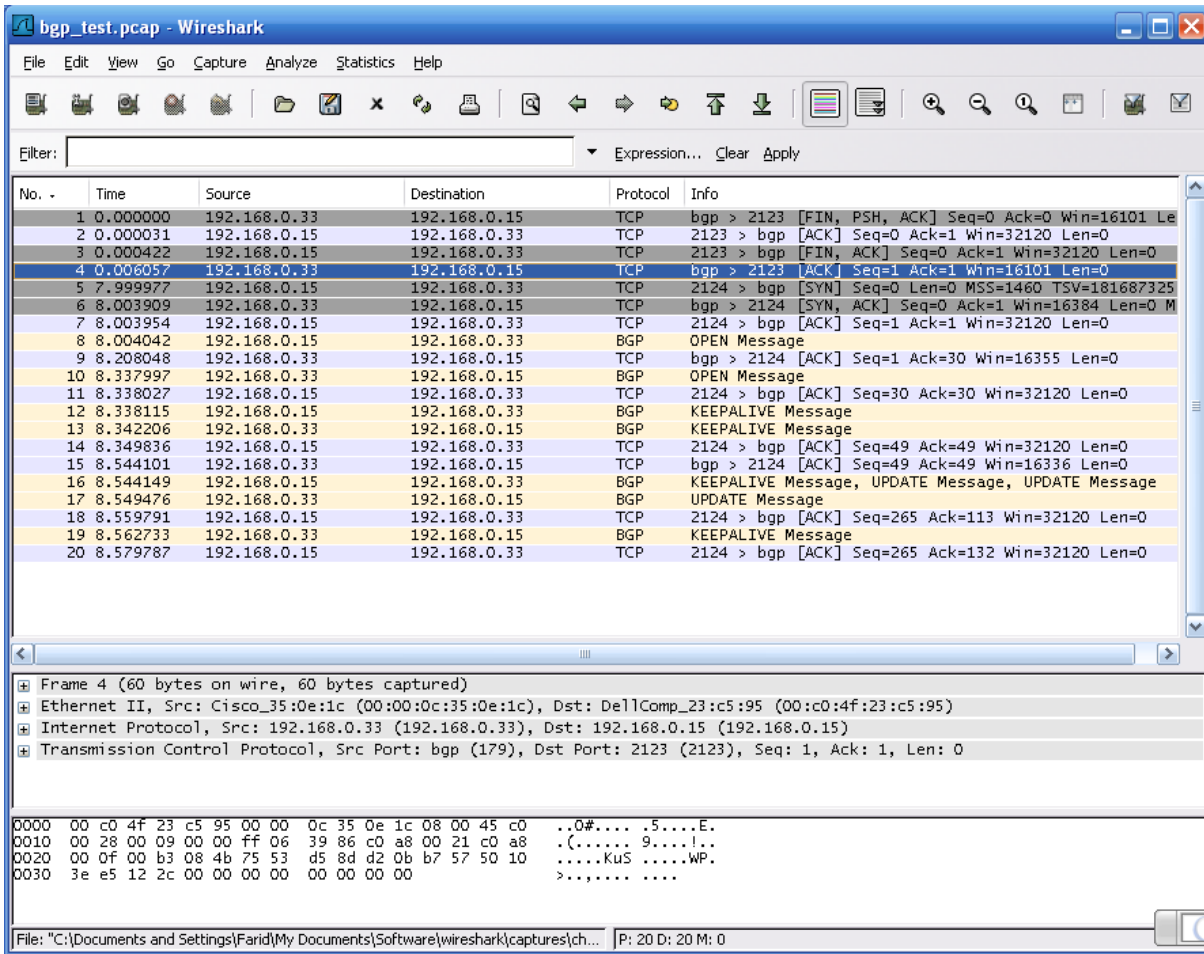 bgp_test.pcap - Wireshark
File Edit View Go Capture Analyze Statistics Help
Filter: Expression... Clear Apply
No. Time Source Destination Protocol Info
1 0.000000 192.168.0.33 192.168.0.15 TCP bgp > 2123 [FIN, PSH, ACK] Seq=0 Ack=0 Win=16101 Le
2 0.000031 192.168.0.15 192.168.0.33 TCP 2123 > bgp [ACK] Seq=0 Ack=1 Win=32120 Len=0
3 0.000422 192.168.0.15 192.168.0.33 TCP 2123 > bgp [FIN, ACK] Seq=0 Ack=1 Win=32120 Len=0
4 0.006057 192.168.0.33 192.168.0.15 TCP bgp > 2123 [ACK] Seq=1 Ack=1 Win=16101 Len=0
5 7.999977 192.168.0.15 192.168.0.33 TCP 2124 > bgp [SYN] Seq=0 Len=0 MSS=1460 TSV=181687325
6 8.003909 192.168.0.33 192.168.0.15 TCP bgp > 2124 [SYN, ACK] Seq=0 Ack=1 Win=16384 Len=0 M
7 8.003954 192.168.0.15 192.168.0.33 TCP 2124 > bgp [ACK] Seq=1 Ack=1 Win=32120 Len=0
8 8.004042 192.168.0.15 192.168.0.33 BGP OPEN Message
9 8.208048 192.168.0.33 192.168.0.15 TCP bgp > 2124 [ACK] Seq=1 Ack=30 Win=16355 Len=0
10 8.337997 192.168.0.33 192.168.0.15 BGP OPEN Message
11 8.338027 192.168.0.15 192.168.0.33 TCP 2124 > bgp [ACK] Seq=30 Ack=30 Win=32120 Len=0
12 8.338115 192.168.0.15 192.168.0.33 BGP KEEPALIVE Message
13 8.342206 192.168.0.33 192.168.0.15 BGP KEEPALIVE Message
14 8.349836 192.168.0.15 192.168.0.33 TCP 2124 > bgp [ACK] Seq=49 Ack=49 Win=32120 Len=0
15 8.544101 192.168.0.33 192.168.0.15 TCP bgp > 2124 [ACK] Seq=49 Ack=49 Win=16336 Len=0
16 8.544149 192.168.0.15 192.168.0.33 BGP KEEPALIVE Message, UPDATE Message, UPDATE Message
17 8.549476 192.168.0.33 192.168.0.15 BGP UPDATE Message
18 8.559791 192.168.0.15 192.168.0.33 TCP 2124 > bgp [ACK] Seq=265 Ack=113 Win=32120 Len=0
19 8.562733 192.168.0.33 192.168.0.15 BGP KEEPALIVE Message
20 8.579787 192.168.0.15 192.168.0.33 TCP 2124 > bgp [ACK] Seq=265 Ack=132 Win=32120 Len=0
Frame 4 (60 bytes on wire, 60 bytes captured)
Ethernet II, Src: Cisco_35:0e:1c (00:00:0c:35:0e:1c), Dst: DellComp_23:c5:95 (00:c0:4f:23:c5:95)
Internet Protocol, Src: 192.168.0.33 (192.168.0.33), Dst: 192.168.0.15 (192.168.0.15)
Transmission Control Protocol, Src Port: bgp (179), Dst Port: 2123 (2123), Seq: 1, Ack: 1, Len: 0
0000 00 c0 4f 23 c5 95 00 00 0c 35 0e 1c 08 00 45 c0 ..O#.... .5....E.
0010 00 28 00 09 00 00 ff 06 39 86 c0 a8 00 21 c0 a8 .(...... 9....!..
0020 00 0f 00 b3 08 4b 75 53 d5 8d d2 0b b7 57 50 10 .....KuS .....WP.
0030 3e e5 12 2c 00 00 00 00 00 00 00 00 >..,.... ....
File: "C:\Documents and Settings\Farid\My Documents\Software\wireshark\captures\ch... P: 20 D: 20 M: 0